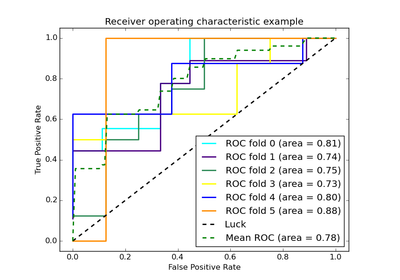 Receiver operating characteristic example
1.0
0.8
0.6
0.4
0.2
0.0
True Positive Rate
ROC fold 0 (area = 0.81)
ROC fold 1 (area = 0.74)
ROC fold 2 (area = 0.75)
ROC fold 3 (area = 0.73)
ROC fold 4 (area = 0.80)
ROC fold 5 (area = 0.88)
Luck
Mean ROC (area = 0.78)
0.0 0.2 0.4 0.6 0.8 1.0
False Positive Rate